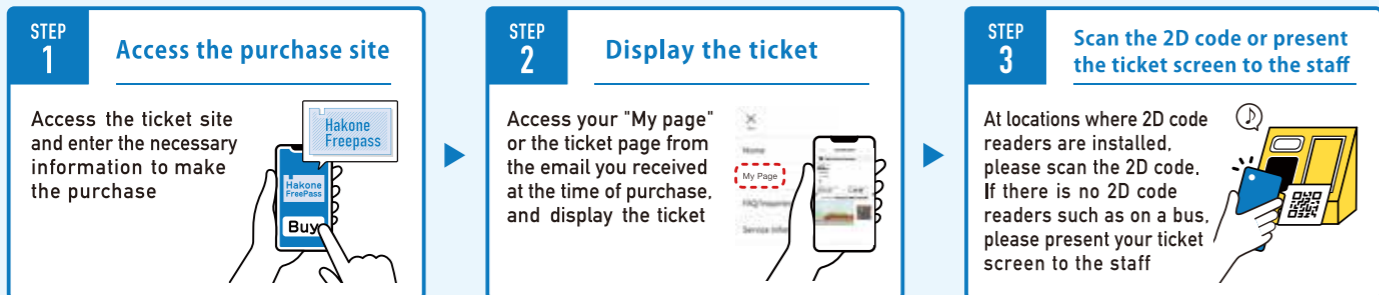 STEP
1
Access the purchase site
Access the ticket site
and enter the necessary
information to make
the purchase
Hakone
Freepass
Hakone
FreePass
Buy
STEP
2
Display the ticket
Access your "My page"
or the ticket page from
the email you received
at the time of purchase,
and display the ticket
Home
My Page
STEP
3
Scan the 2D code or present
the ticket screen to the staff
At locations where 2D code
readers are installed,
please scan the 2D code.
If there is no 2D code
readers such as on a bus,
please present your ticket
screen to the staff